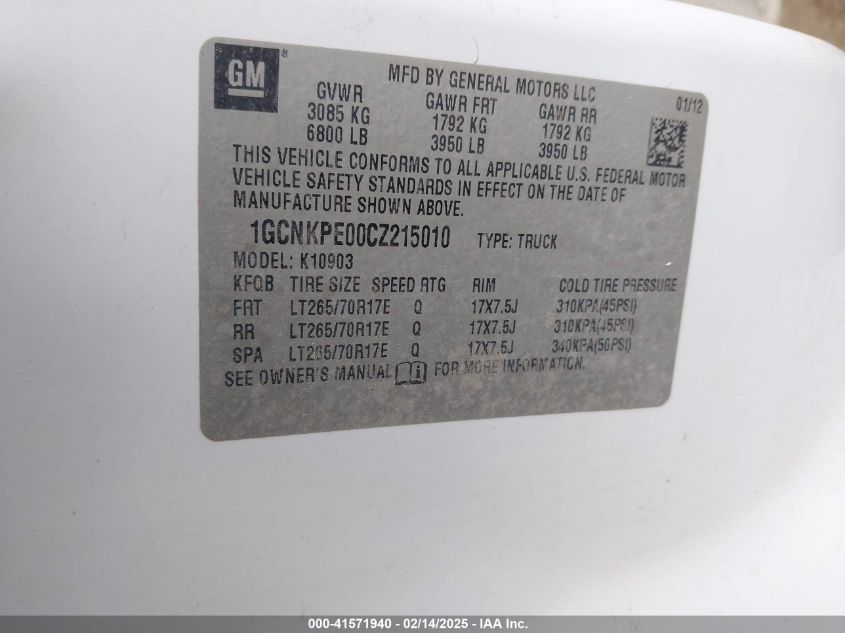 GM ®
MFD BY GENERAL MOTORS LLC
01/12
GVWR GAWR FRT GAWR RR
3085 KG 1792 KG 1792 KG
6800 LB 3950 LB 3950 LB
THIS VEHICLE CONFORMS TO ALL APPLICABLE U.S. FEDERAL MOTOR
VEHICLE SAFETY STANDARDS IN EFFECT ON THE DATE OF
MANUFACTURE SHOWN ABOVE.
1GCNKPE00CZ215010 TYPE: TRUCK
MODEL: K10903
KFQB TIRE SIZE SPEED RTG RIM COLD TIRE PRESSURE
FRT LT265/70R17E Q 17X7.5J 310KPA(45PSI)
RR LT265/70R17E Q 17X7.5J 310KPA(45PSI)
SPA LT265/70R17E Q 17X7.5J 340KPA(50PSI)
SEE OWNER'S MANUAL FOR MORE INFORMATION.
000-41571940 - 02/14/2025 - IAA Inc.